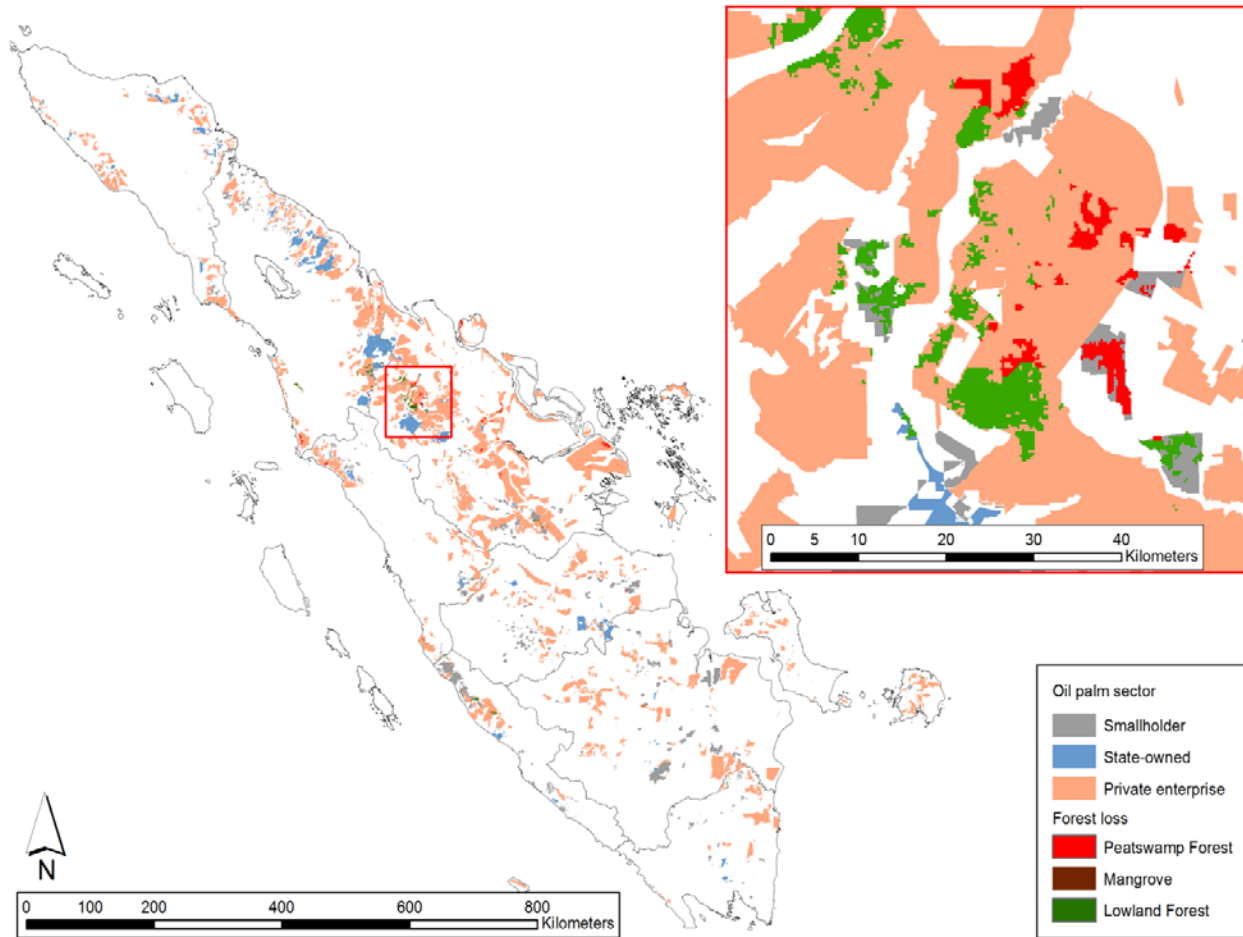 0 5 10 20 30 40
Kilometers
Oil palm sector
Smallholder
State-owned
Private enterprise
Forest loss
Peatswamp Forest
Mangrove
Lowland Forest
N
0 100 200 400 600 800
Kilometers